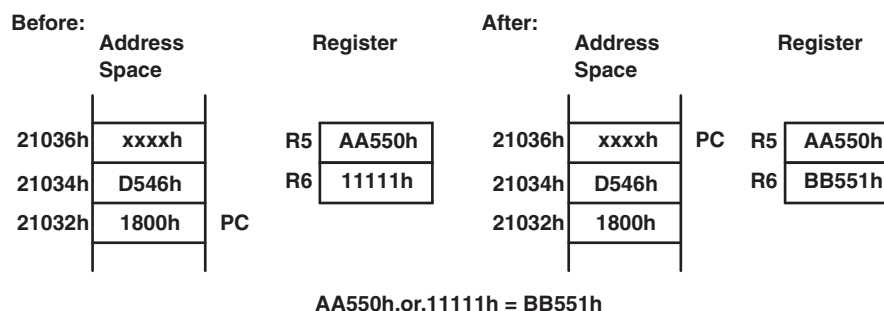 Before:
Address Space
Register
21036h xxxxh
21034h D546h
21032h 1800h PC
R5 AA550h
R6 11111h
After:
Address Space
Register
21036h xxxxh PC
21034h D546h
21032h 1800h
R5 AA550h
R6 BB551h
AA550h.or.11111h = BB551h